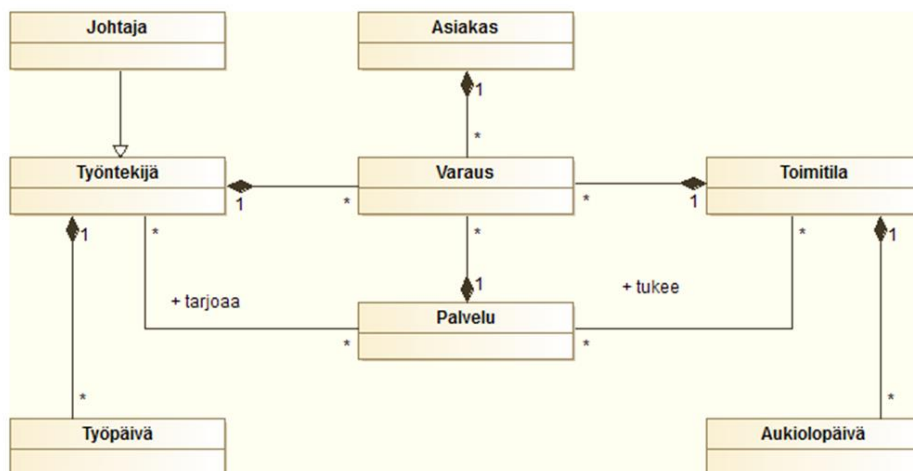 Johtaja
Asiakas
1
*
Työntekijä
Varaus
Toimitila
1
*
*
1
1
*
*
1
*
1
+ tarjoaa
+ tukee
Palvelu
*
*
*
*
Työpäivä
Aukiolopäivä